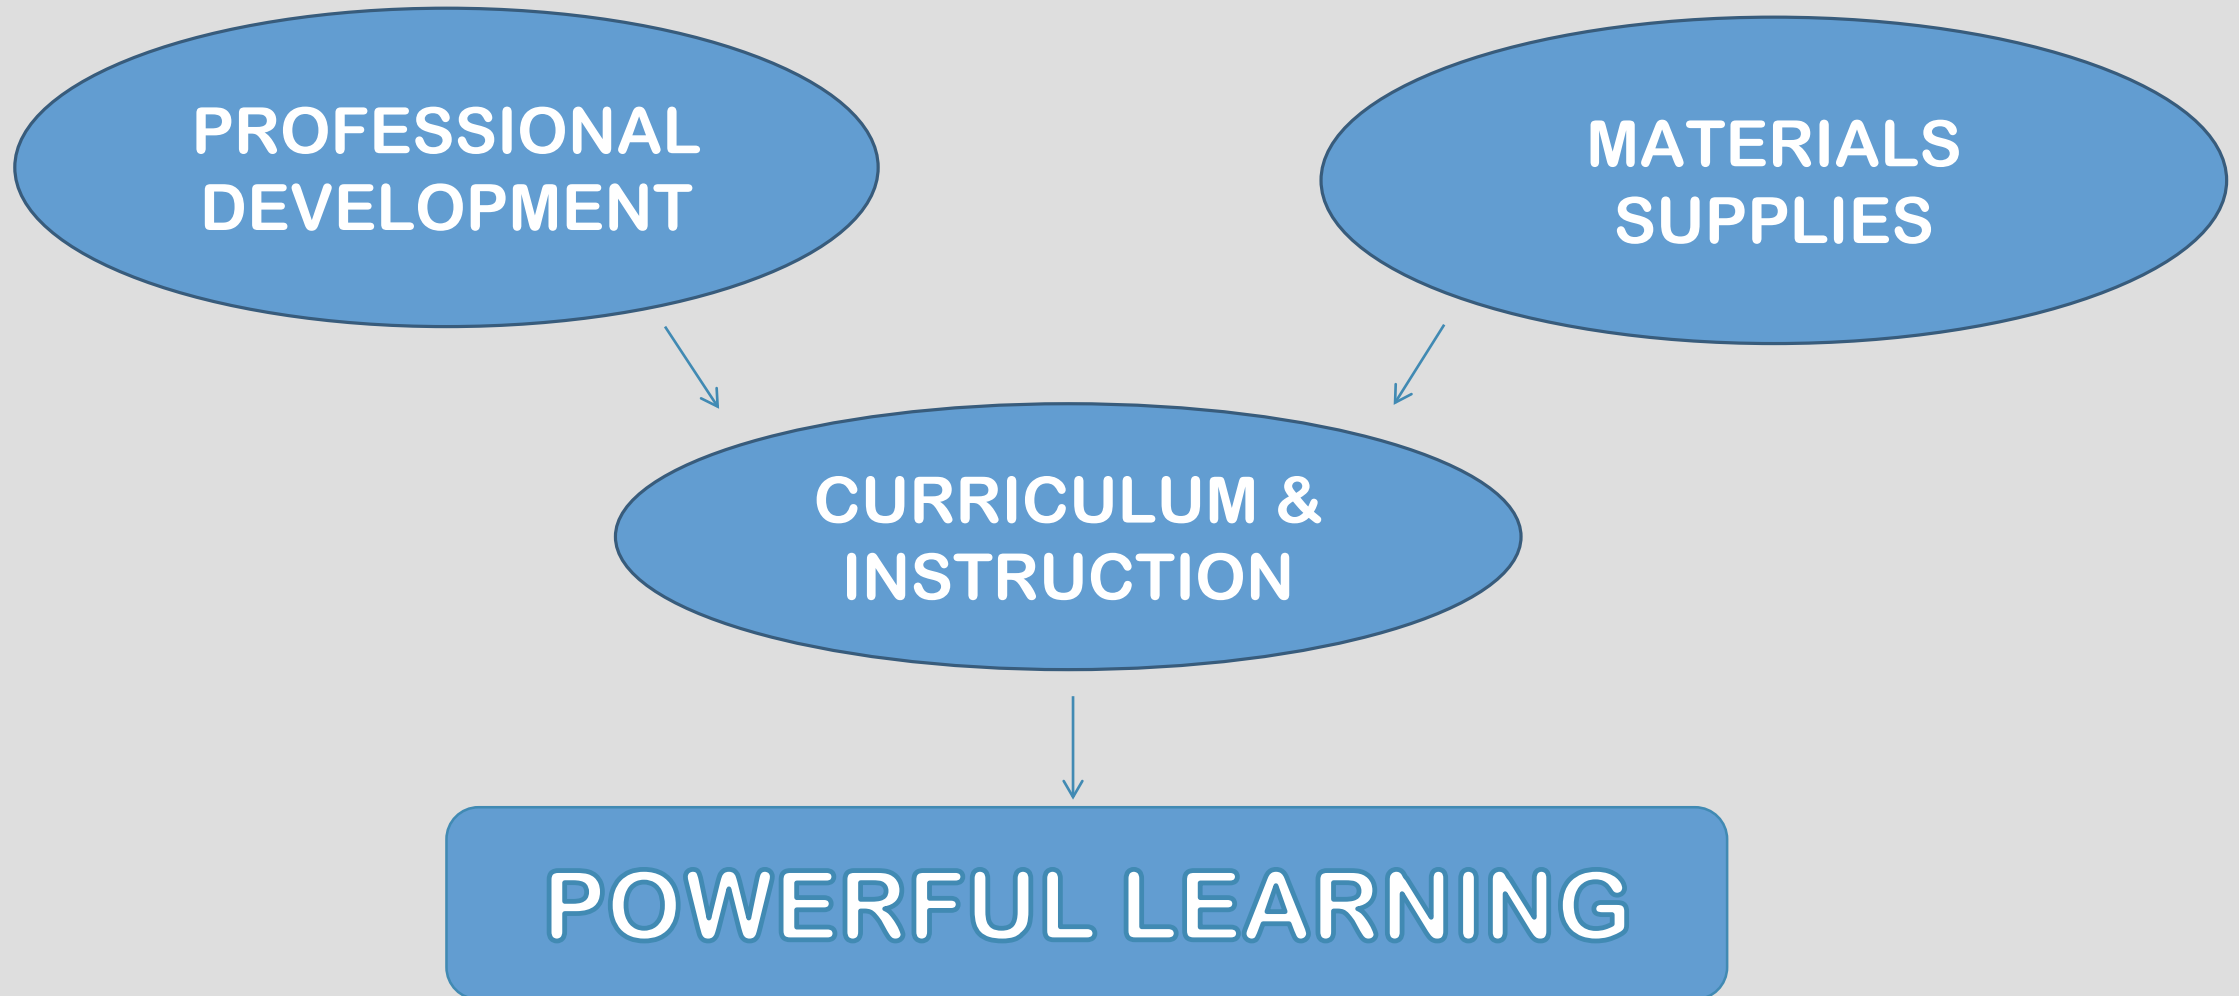 PROFESSIONAL
DEVELOPMENT
MATERIALS
SUPPLIES
CURRICULUM &
INSTRUCTION
POWERFUL LEARNING